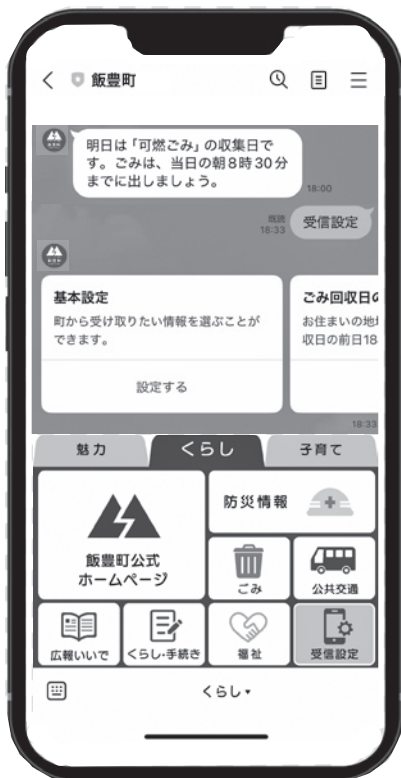 飯豊町
明日は「可燃ごみ」の収集日で
す。ごみは、当日の朝8時30分
までに出しましょう。
18:00
既読
18:33
受信設定
基本設定
町から受け取りたい情報を選ぶことが
できます。
設定する
ごみ回収日の
お住まいの地
収日の前日18
18:33
魅力
くらし
子育て
飯豊町公式
ホームページ
防災情報
ごみ
公共交通
広報いいで
くらし・手続き
福祉
受信設定
くらし▾